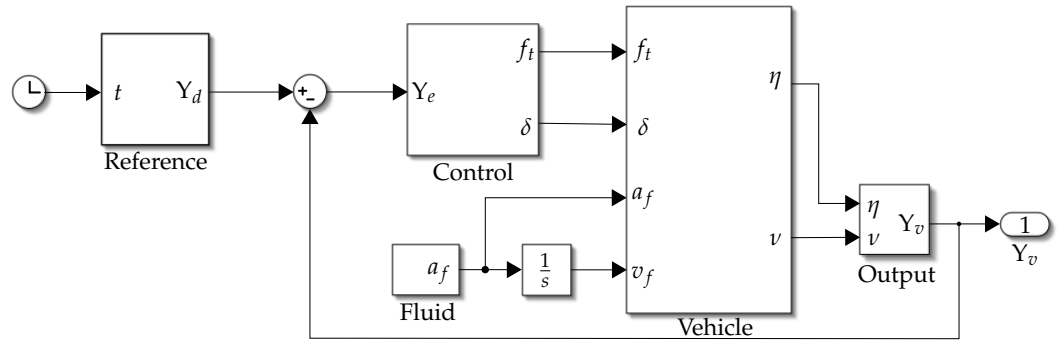 t
Y_d
Reference
+
-
Y_e
f_t
δ
Control
f_t
δ
a_f
v_f
η
ν
Vehicle
a_f
Fluid
1/s
η
ν
Y_v
Output
1
Y_v